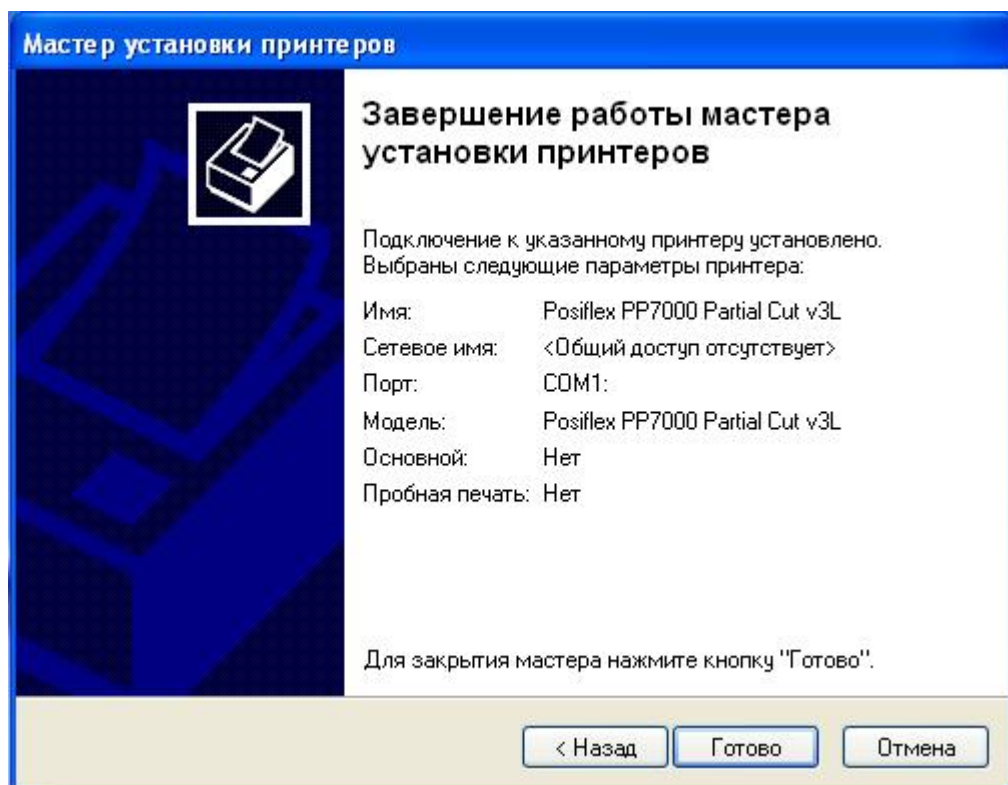 Мастер установки принтеров
Завершение работы мастера
установки принтеров
Подключение к указанному принтеру установлено.
Выбраны следующие параметры принтера:
Имя: Posiflex PP7000 Partial Cut v3L
Сетевое имя: <Общий доступ отсутствует>
Порт: COM1:
Модель: Posiflex PP7000 Partial Cut v3L
Основной: Нет
Пробная печать: Нет
Для закрытия мастера нажмите кнопку "Готово".
< Назад Готово Отмена